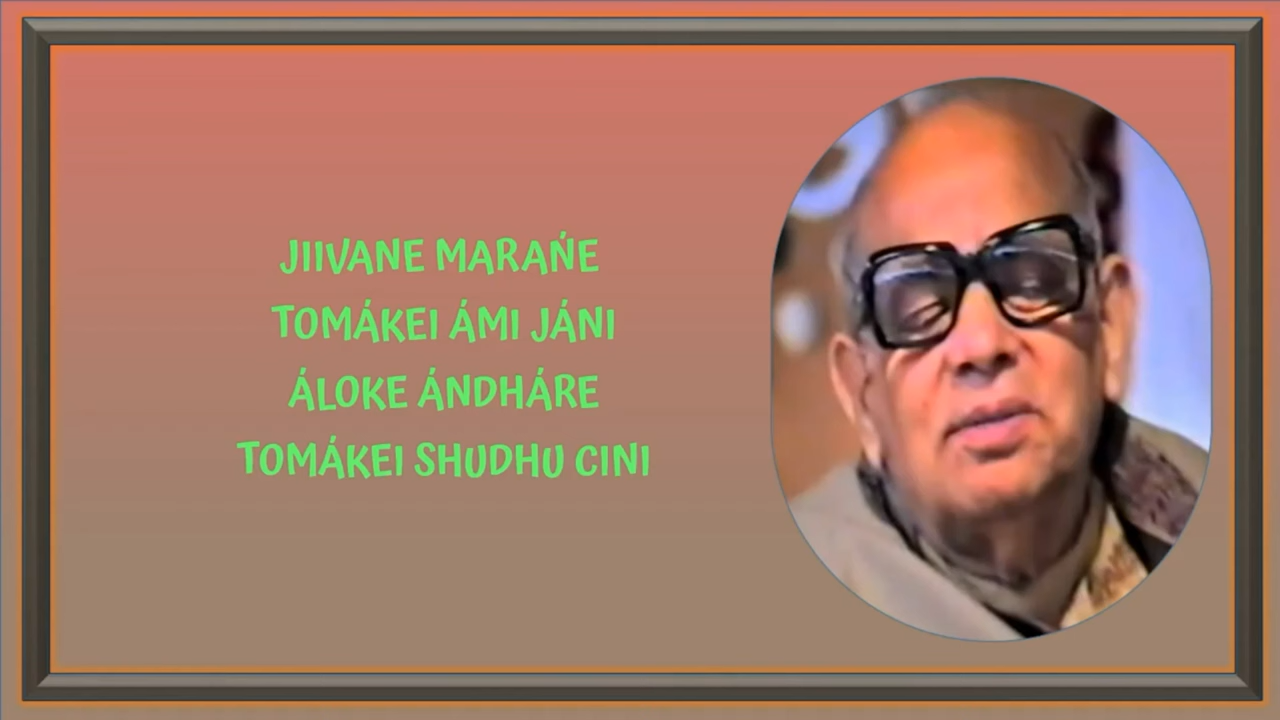 JIIVANE MARAŃE
TOMÁKEI ÁMI JÁNI
ÁLOKE ÁNDHÁRE
TOMÁKEI SHUDHU CINI